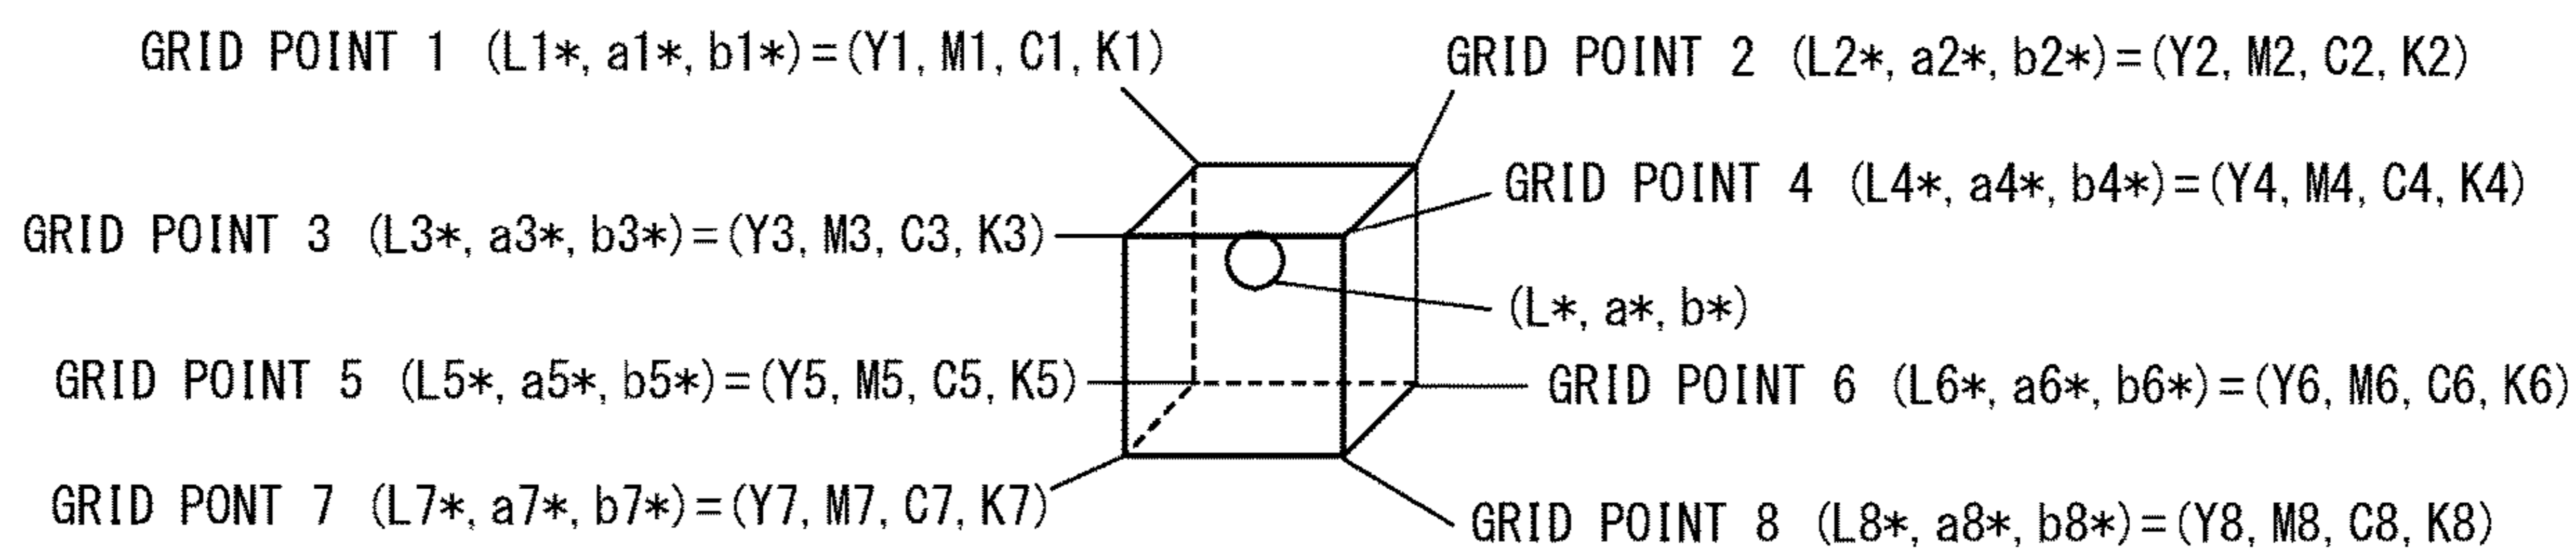 GRID POINT 1 (L1*, a1*, b1*)=(Y1, M1, C1, K1)
GRID POINT 2 (L2*, a2*, b2*)=(Y2, M2, C2, K2)
GRID POINT 4 (L4*, a4*, b4*)=(Y4, M4, C4, K4)
GRID POINT 3 (L3*, a3*, b3*)=(Y3, M3, C3, K3)
(L*, a*, b*)
GRID POINT 5 (L5*, a5*, b5*)=(Y5, M5, C5, K5)
GRID POINT 6 (L6*, a6*, b6*)=(Y6, M6, C6, K6)
GRID PONT 7 (L7*, a7*, b7*)=(Y7, M7, C7, K7)
GRID POINT 8 (L8*, a8*, b8*)=(Y8, M8, C8, K8)